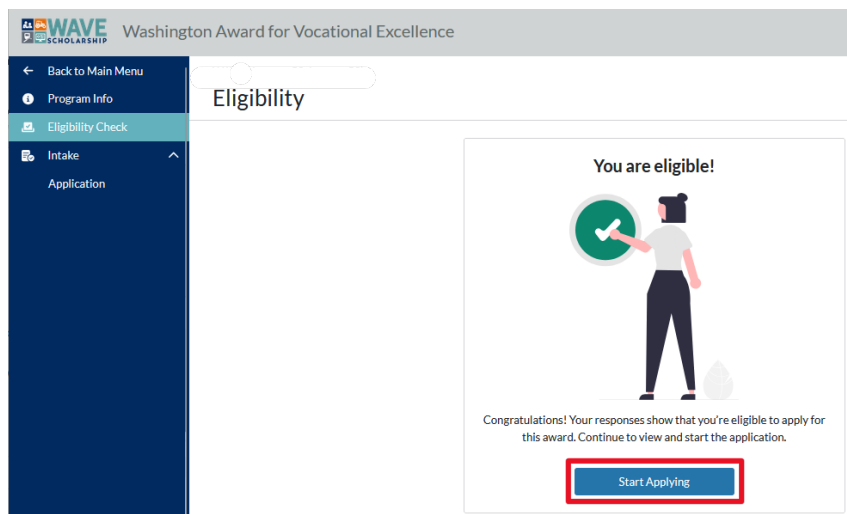 WAVE
SCHOLARSHIP
Washington Award for Vocational Excellence
Back to Main Menu
Program Info
Eligibility Check
Intake
Application
Eligibility
You are eligible!
Congratulations! Your responses show that you're eligible to apply for
this award. Continue to view and start the application.
Start Applying